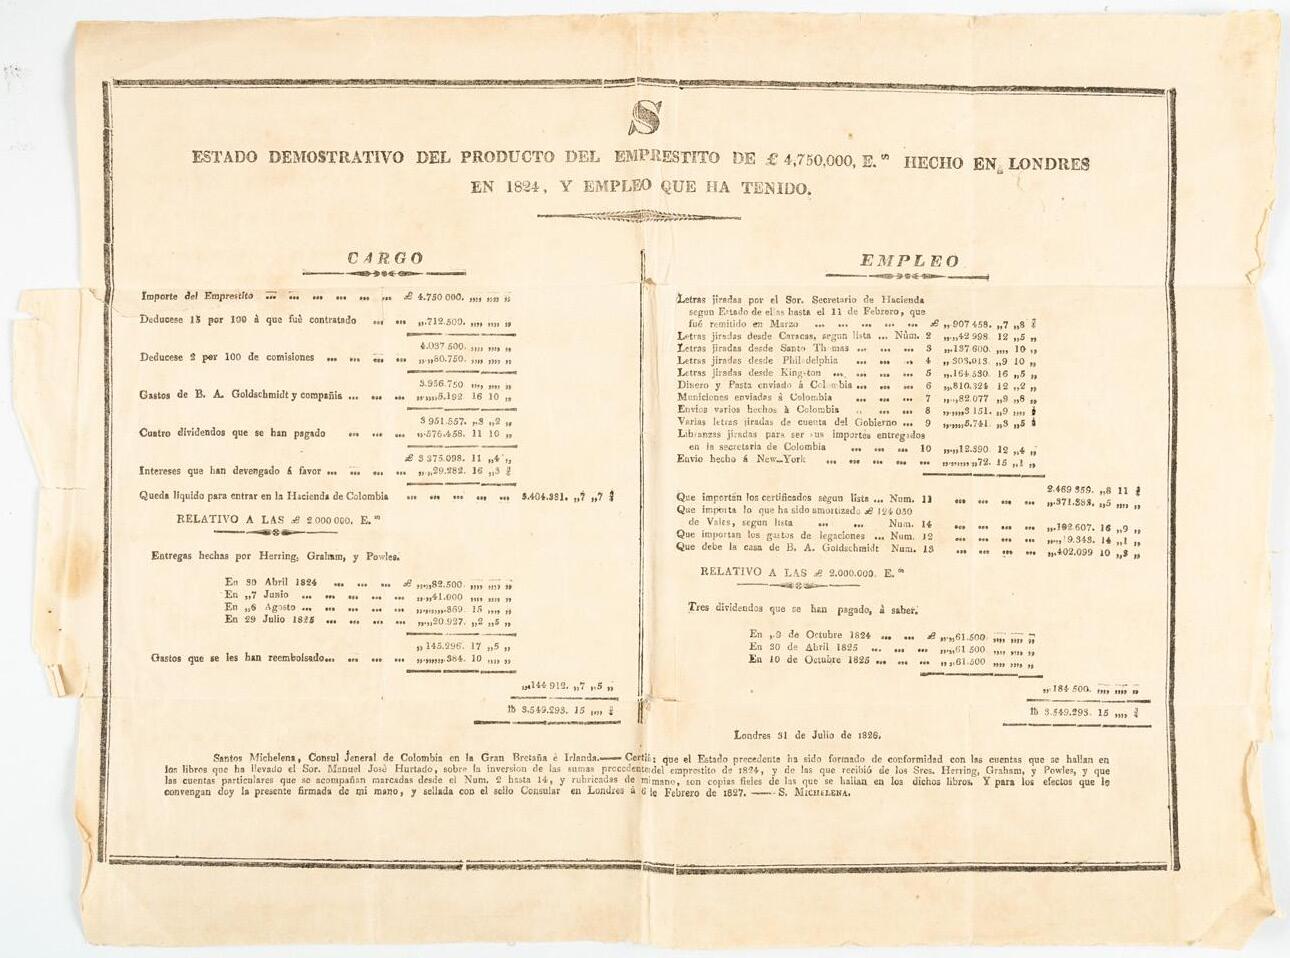 S
ESTADO DEMOSTRATIVO DEL PRODUCTO DEL EMPRESTITO DE £ 4,750,000, E.ˢ HECHO EN LONDRES
EN 1824, Y EMPLEO QUE HA TENIDO.
CARGO
Importe del Emprestito ... ... ... ... ... ... £ 4.750 000. ,,,, ,,,, ,,
Deducese 15 por 100 á que fué contratado ... ... ,,.712.500. ,,,, ,,,, ,,
4.037 500. ,,,, ,,,, ,,
Deducese 2 por 100 de comisiones ... ... ... ,,,,80.750. ,,,, ,,,, ,,
3.956.750 ,,,, ,,,, ,,
Gastos de B. A. Goldschmidt y compañia ... ... ,,,,,,5.192 16 10 ,,
3 951.557. ,,3 ,,2 ,,
Cuatro dividendos que se han pagado ... ... ... ,,576.458. 11 10 ,,
£ 3 375.098. 11 ,,4 ,,
Intereses que han devengado á favor ... ... ... ,,,,29.282. 16 ,,3 ¾
Queda líquido para entrar en la Hacienda de Colombia ... ... ... ... ... 3.404.381. ,,7 ,,7 ¾
RELATIVO A LAS £ 2 000 000. E.ˢ
Entregas hechas por Herring, Graham, y Powles.
En 30 Abril 1824 ... ... ... £ ,,,,,82.500. ,,,, ,,,, ,,
En ,,7 Junio ... ... ... ... ,,,,,41.000 ,,,, ,,,, ,,
En ,,6 Agosto ... ... ... ... ,,,,,,,,,869. 15 ,,,, ,,
En 29 Julio 1825 ... ... ... ,,,,,20.927. ,,2 ,,5 ,,
,, 145.296. 17 ,,5 ,,
Gastos que se les han reembolsado... ... ... ... ,,,,,,,,,384. 10 ,,,, ,,
,,,144 912. ,,7 ,,5 ,,
℔ 3.549.293. 15 ,,,, ¾
EMPLEO
Letras jiradas por el Sor. Secretario de Hacienda
segun Estado de ellas hasta el 11 de Febrero, que
fué remitido en Marzo ... ... ... ... ... £ ,,907 458. ,,7 ,,8 ¾
Letras jiradas desde Caracas, segun lista ... Núm. 2 ,,,,,42 998. 12 ,,5 ,,
Letras jiradas desde Santo Thomas ... ... ... 3 ,,.137 600. ,,,, 10 ,,
Letras jiradas desde Philadelphia ... ... ... 4 ,,303.013. ,,9 10 ,,
Letras jiradas desde Kingston ... ... ... 5 ,,.164.530. 16 ,,5 ,,
Dinero y Pasta enviado á Colombia ... ... ... 6 ,,.810.324 12 ,,2 ,,
Municiones enviadas á Colombia ... ... ... 7 ,,,,,82.077 ,,9 ,,8 ,,
Envios varios hechos á Colombia ... ... ... 8 ,,,,,,,3 151. ,,9 ,,,,
Varias letras jiradas de cuenta del Gobierno ... 9 ,,,,,,,5.741. ,,3 ,,5
Libranzas jiradas para ser sus importes entregados
en la secretaria de Colombia ... ... ... 10 ,,,,,12.390 12 ,,4 ,,
Envio hecho á New-York ... ... ... ... ,,,,,,,,,,72. 15 ,,1 ,,
2.469 359. ,,8 11 ¾
Que importan los certificados segun lista ... Num. 11 ... ... ... ... ,,.371.383. ,,5 ,,,, ,,
Que importa lo que ha sido amortizado £ 124 050
de Vales, segun lista ... ... Num. 14 ... ... ... ... ,,.102.607. 16 ,,9 ,,
Que importan los gastos de legaciones ... Num. 12 ... ... ... ... ,,,,,19.343. 14 ,,1 ,,
Que debe la casa de B. A. Goldschmidt Num. 13 ... ... ... ... ,,.402.099 10 ,,3 ,,
RELATIVO A LAS £ 2.000.000. E.ˢ
Tres dividendos que se han pagado, á saber.
En ,,9 de Octubre 1824 ... ... £ ,,,,61.500. ,,,, ,,,, ,,
En 30 de Abril 1825 ... ... ... ,,,,61 500 ,,,, ,,,, ,,
En 10 de Octubre 1825 ... ... ... ,,,,61.500 ,,,, ,,,, ,,
,,.184 500. ,,,, ,,,, ,,
℔ 3.549.293. 15 ,,,, ¾
Londres 31 de Julio de 1826.
Santos Michelena, Consul Jeneral de Colombia en la Gran Bretaña é Irlanda.—— Certifi: que el Estado precedente ha sido formado de conformidad con las cuentas que se hallan en
los libros que ha llevado el Sor. Manuel José Hurtado, sobre la inversion de las sumas precedentes del emprestito de 1824, y de las que recibió de los Sres. Herring, Graham, y Powles, y que
las cuentas particulares que se acompañan marcadas desde el Num. 2 hasta 14, y rubricadas de mi mano, son copias fieles de las que se hallan en los dichos libros. Y para los efectos que le
convengan doy la presente firmada de mi mano, y sellada con el sello Consular en Londres á 6 de Febrero de 1827. —— S. MICHELENA.